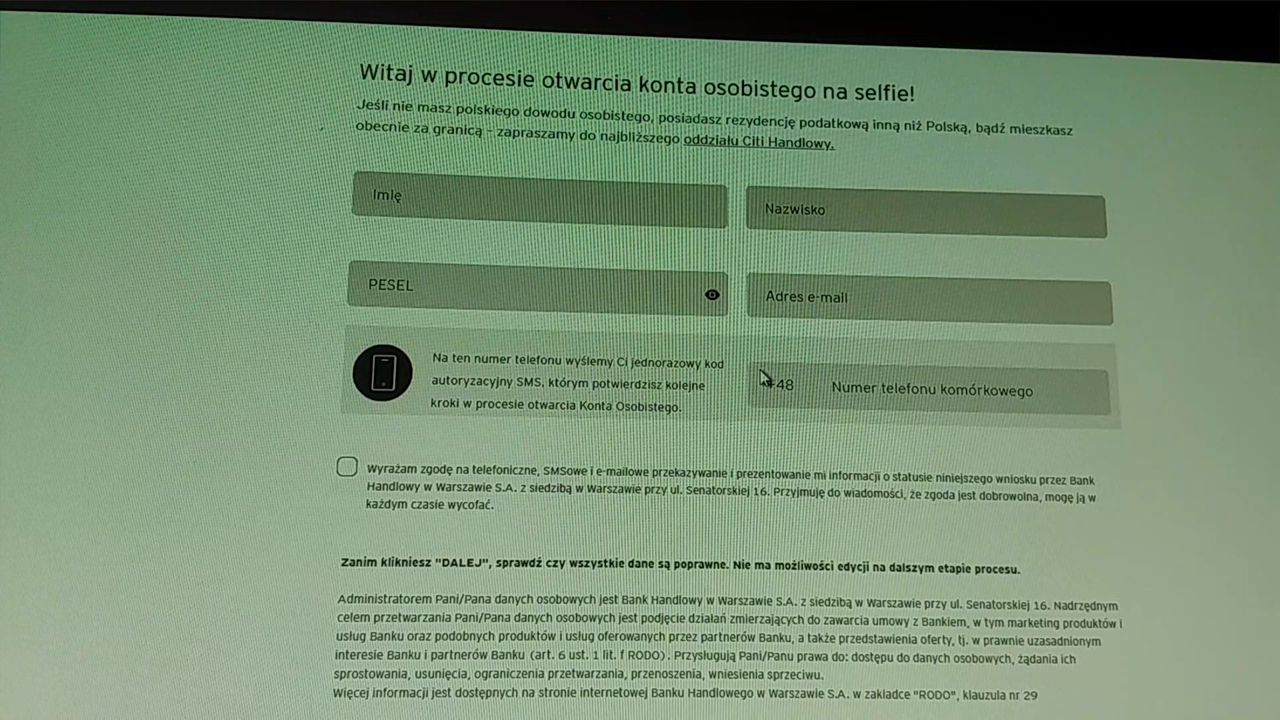 Witaj w procesie otwarcia konta osobistego na selfie!
Jeśli nie masz polskiego dowodu osobistego, posiadasz rezydencję podatkową inną niż Polską, bądź mieszkasz
obecnie za granicą - zapraszamy do najbliższego oddziału Citi Handlowy.
Imię
Nazwisko
PESEL
Adres e-mail
Na ten numer telefonu wyślemy Ci jednorazowy kod
autoryzacyjny SMS, którym potwierdzisz kolejne
kroki w procesie otwarcia Konta Osobistego.
+48 Numer telefonu komórkowego
Wyrażam zgodę na telefoniczne, SMSowe i e-mailowe przekazywanie i prezentowanie mi informacji o statusie niniejszego wniosku przez Bank
Handlowy w Warszawie S.A. z siedzibą w Warszawie przy ul. Senatorskiej 16. Przyjmuję do wiadomości, że zgoda jest dobrowolna, mogę ją w
każdym czasie wycofać.
Zanim klikniesz "DALEJ", sprawdź czy wszystkie dane są poprawne. Nie ma możliwości edycji na dalszym etapie procesu.
Administratorem Pani/Pana danych osobowych jest Bank Handlowy w Warszawie S.A. z siedzibą w Warszawie przy ul. Senatorskiej 16. Nadrzędnym
celem przetwarzania Pani/Pana danych osobowych jest podjęcie działań zmierzających do zawarcia umowy z Bankiem, w tym marketing produktów i
usług Banku oraz podobnych produktów i usług oferowanych przez partnerów Banku, a także przedstawienia oferty, tj. w prawnie uzasadnionym
interesie Banku i partnerów Banku (art. 6 ust. 1 lit. f RODO). Przysługują Pani/Panu prawa do: dostępu do danych osobowych, żądania ich
sprostowania, usunięcia, ograniczenia przetwarzania, przenoszenia, wniesienia sprzeciwu.
Więcej informacji jest dostępnych na stronie internetowej Banku Handlowego w Warszawie S.A. w zakładce "RODO", klauzula nr 29